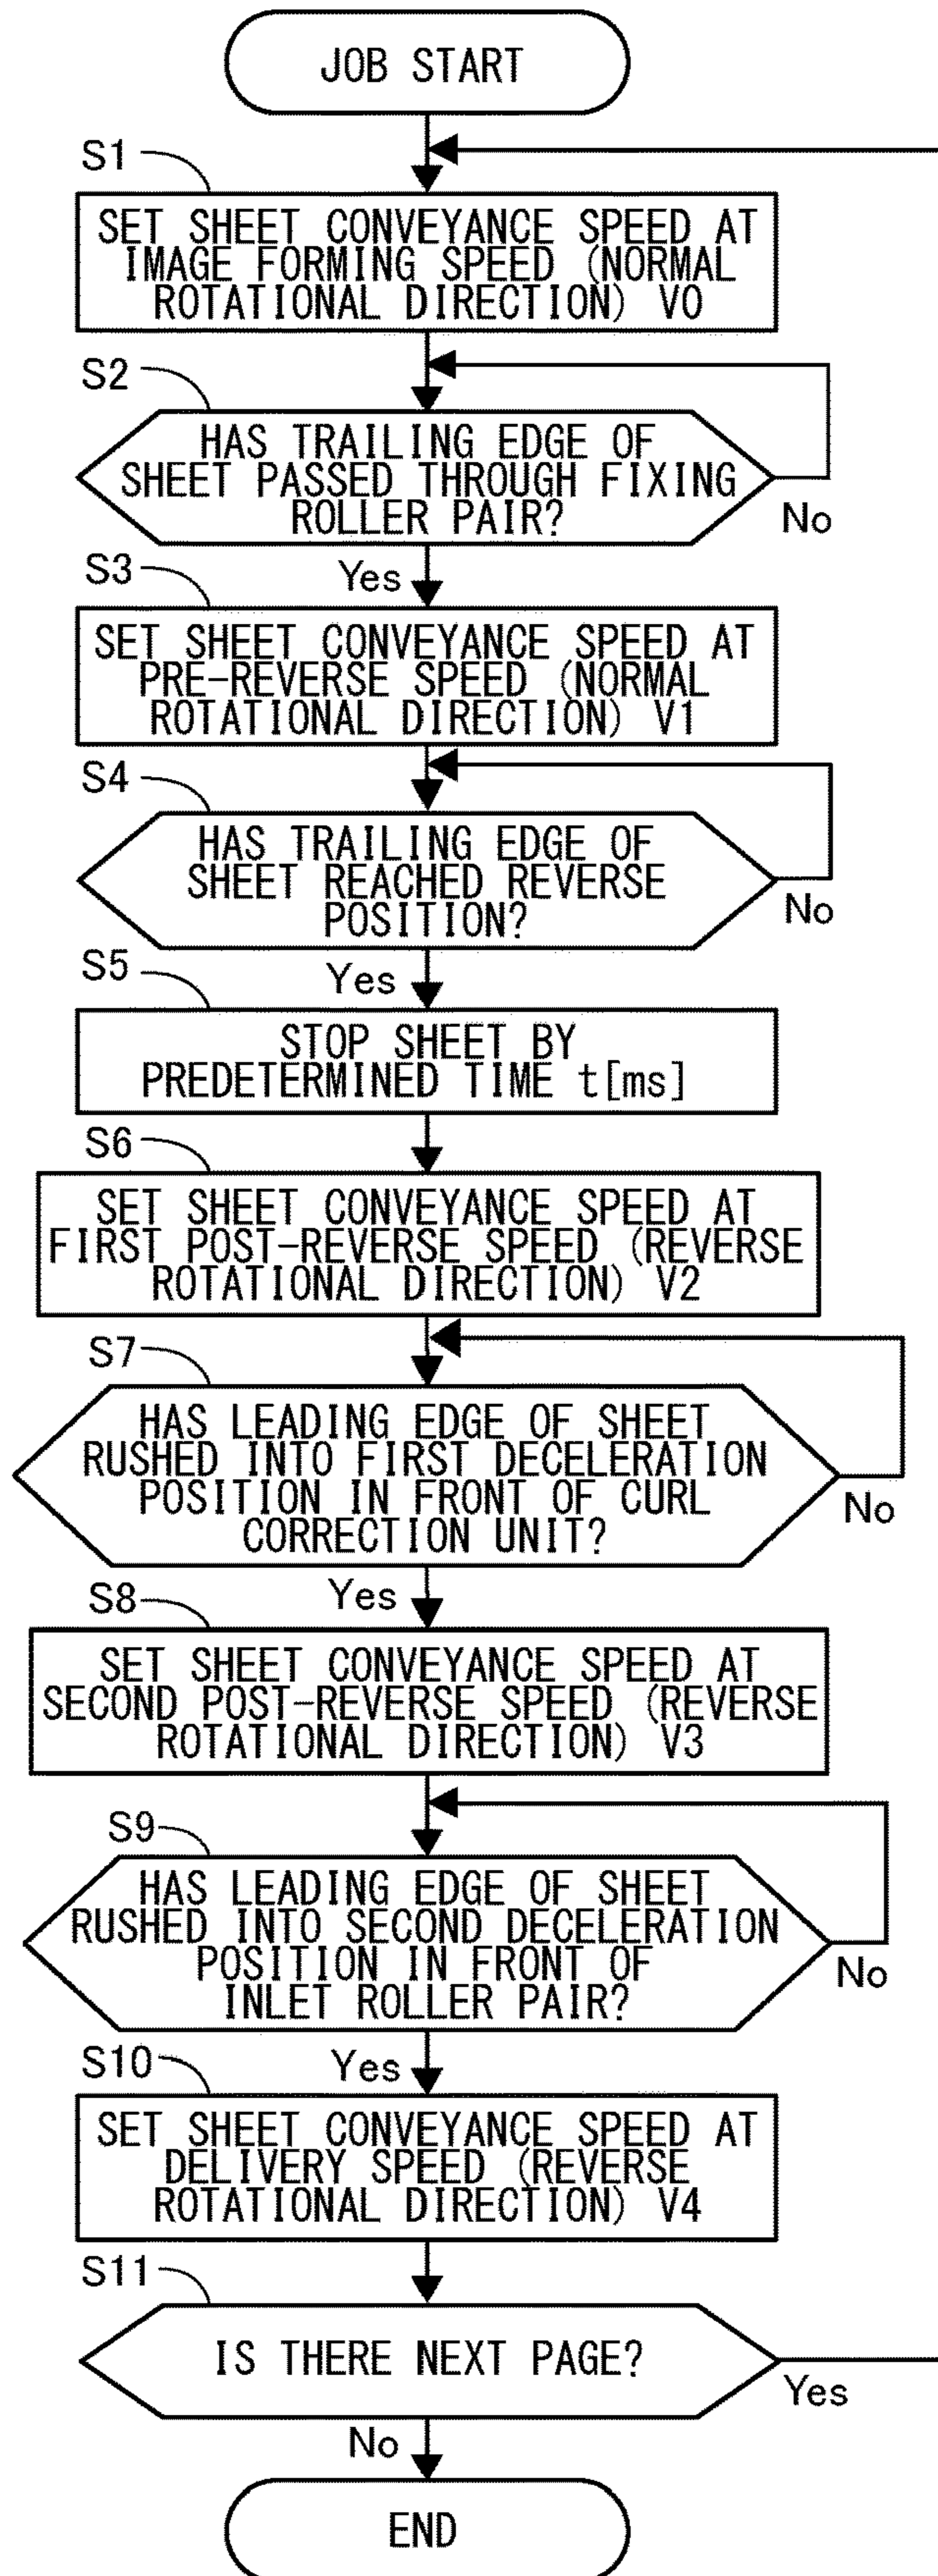 JOB START
S1
SET SHEET CONVEYANCE SPEED AT
IMAGE FORMING SPEED (NORMAL
ROTATIONAL DIRECTION) V0
S2
HAS TRAILING EDGE OF
SHEET PASSED THROUGH FIXING
ROLLER PAIR?
No
Yes
S3
SET SHEET CONVEYANCE SPEED AT
PRE-REVERSE SPEED (NORMAL
ROTATIONAL DIRECTION) V1
S4
HAS TRAILING EDGE OF
SHEET REACHED REVERSE
POSITION?
No
Yes
S5
STOP SHEET BY
PREDETERMINED TIME t[ms]
S6
SET SHEET CONVEYANCE SPEED AT
FIRST POST-REVERSE SPEED (REVERSE
ROTATIONAL DIRECTION) V2
S7
HAS LEADING EDGE OF SHEET
RUSHED INTO FIRST DECELERATION
POSITION IN FRONT OF CURL
CORRECTION UNIT?
No
Yes
S8
SET SHEET CONVEYANCE SPEED AT
SECOND POST-REVERSE SPEED (REVERSE
ROTATIONAL DIRECTION) V3
S9
HAS LEADING EDGE OF SHEET
RUSHED INTO SECOND DECELERATION
POSITION IN FRONT OF
INLET ROLLER PAIR?
No
Yes
S10
SET SHEET CONVEYANCE SPEED AT
DELIVERY SPEED (REVERSE
ROTATIONAL DIRECTION) V4
S11
IS THERE NEXT PAGE?
Yes
No
END